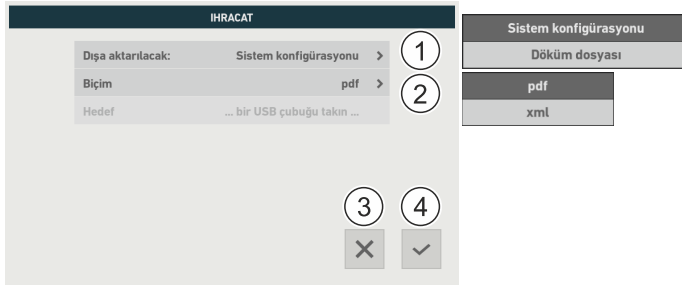 IHRACAT
Dışa aktarılacak: Sistem konfigürasyonu >
1
Biçim pdf >
2
Hedef ... bir USB çubuğu takın ...
3 4
Sistem konfigürasyonu
Döküm dosyası
pdf
xml